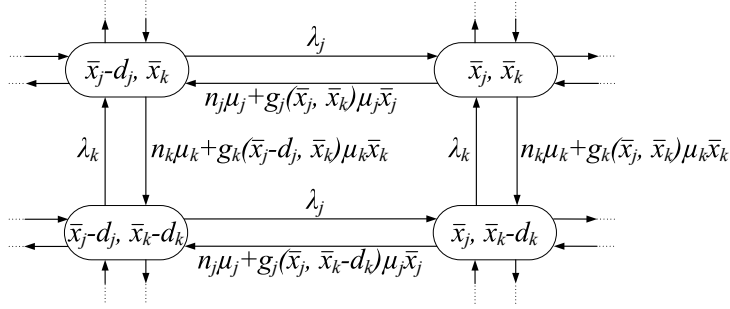 λj
x̄j-dj, x̄k
x̄j, x̄k
njμj+gj(x̄j, x̄k)μjx̄j
λk
nkμk+gk(x̄j-dj, x̄k)μkx̄k
λk
nkμk+gk(x̄j, x̄k)μkx̄k
λj
x̄j-dj, x̄k-dk
x̄j, x̄k-dk
njμj+gj(x̄j, x̄k-dk)μjx̄j